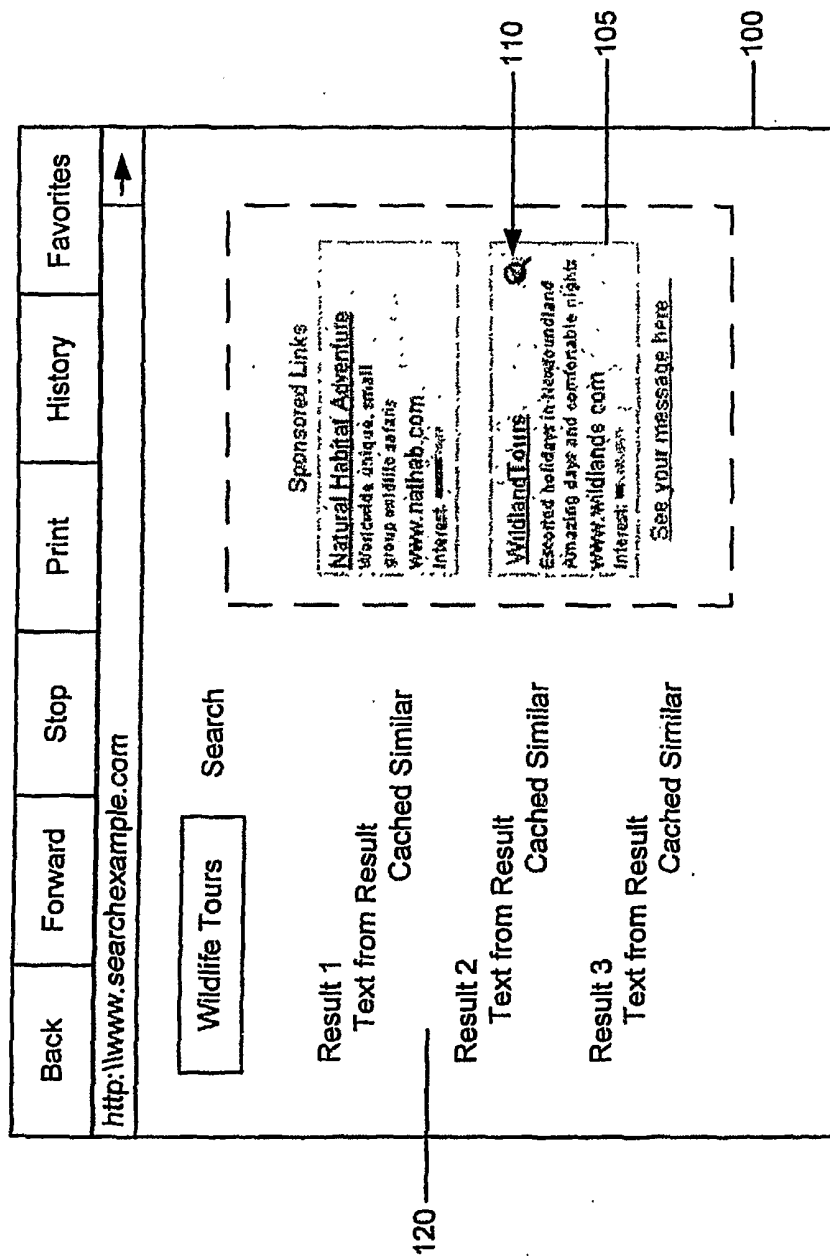 Back Forward Stop Print History Favorites
http:\\www.searchexample.com
Wildlife Tours Search
Result 1
Text from Result
Cached Similar
Result 2
Text from Result
Cached Similar
Result 3
Text from Result
Cached Similar
Sponsored Links
Natural Habitat Adventure
Worldwide unique, small
group wildlife safaris
www.nathab.com
Interest:
WildlandTours
Escorted holidays in Newfoundland
Amazing days and comfortable nights
www.wildlands com
Interest:
See your message here
110
105
100
120